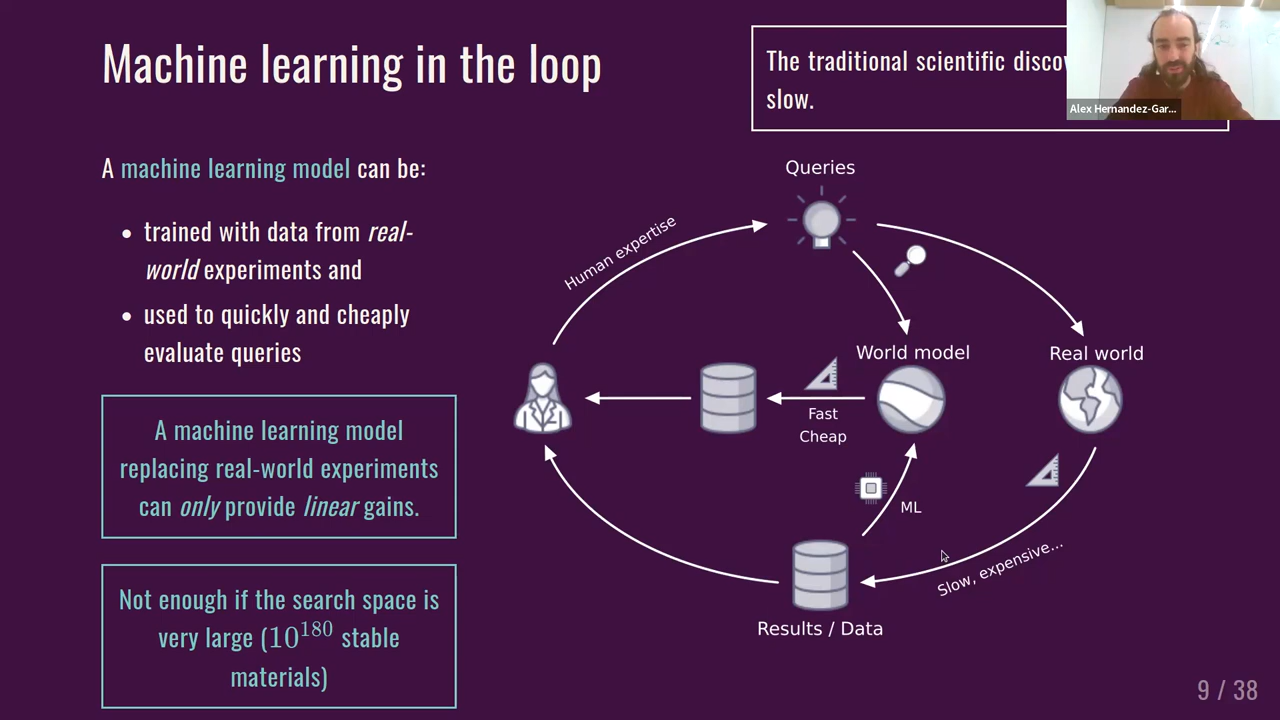 Machine learning in the loop
The traditional scientific
slow.
Alex Hernandez-Gar...
A machine learning model can be:
• trained with data from real-
world experiments and
• used to quickly and cheaply
evaluate queries
A machine learning model
replacing real-world experiments
can only provide linear gains.
Not enough if the search space is
very large (10^180 stable
materials)
Queries
Human expertise
World model
Real world
Fast
Cheap
ML
Slow, expensive...
Results / Data
9 / 38